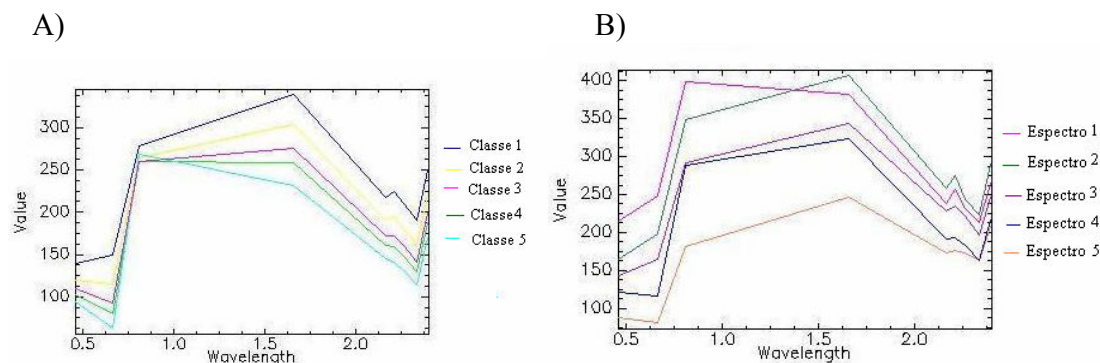 A)
B)
Value
300
250
200
150
100
0.5
1.0
1.5
2.0
Wavelength
Classe 1
Classe 2
Classe 3
Classe4
Classe 5
Value
400
350
300
250
200
150
100
0.5
1.0
1.5
2.0
Wavelength
Espectro 1
Espectro 2
Espectro 3
Espectro 4
Espectro 5